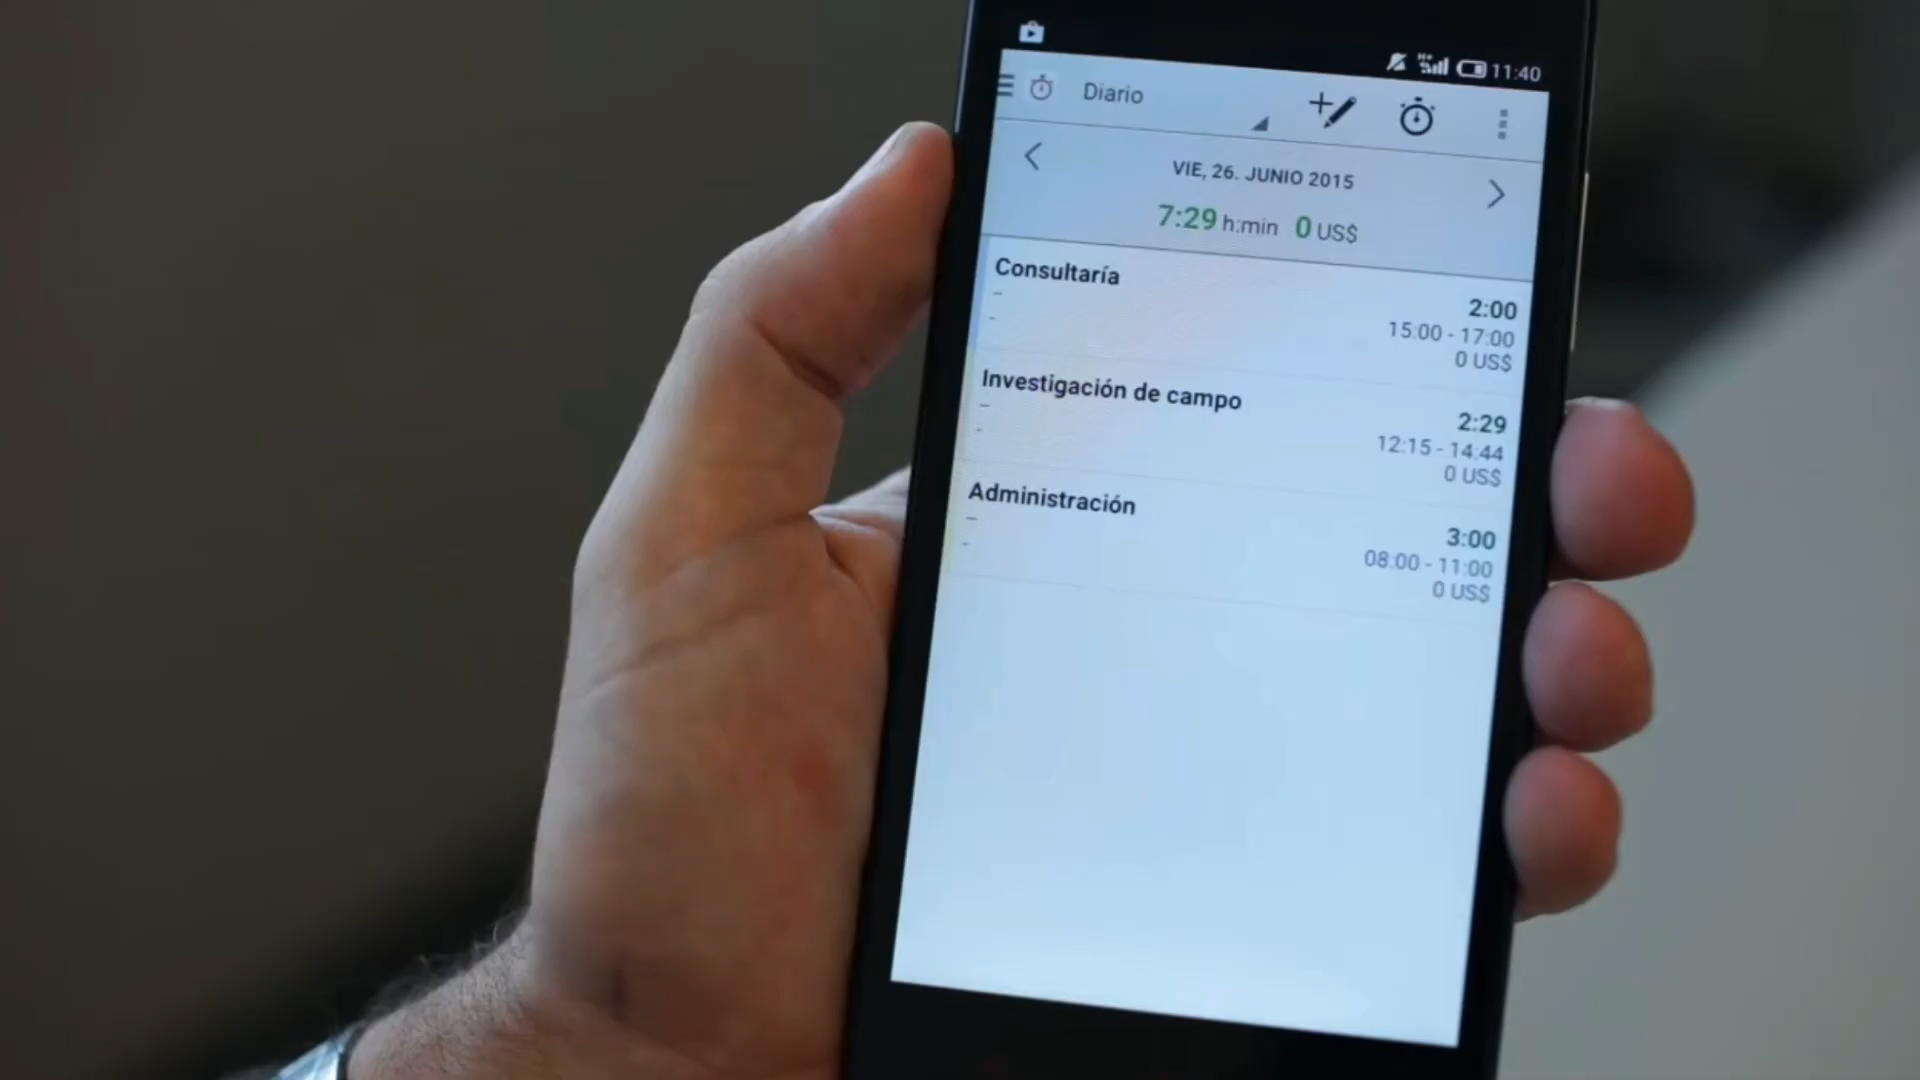 11:40
Diario
VIE, 26. JUNIO 2015
7:29 h:min 0 US$
Consultaría
2:00
15:00 - 17:00
0 US$
Investigación de campo
2:29
12:15 - 14:44
0 US$
Administración
3:00
08:00 - 11:00
0 US$